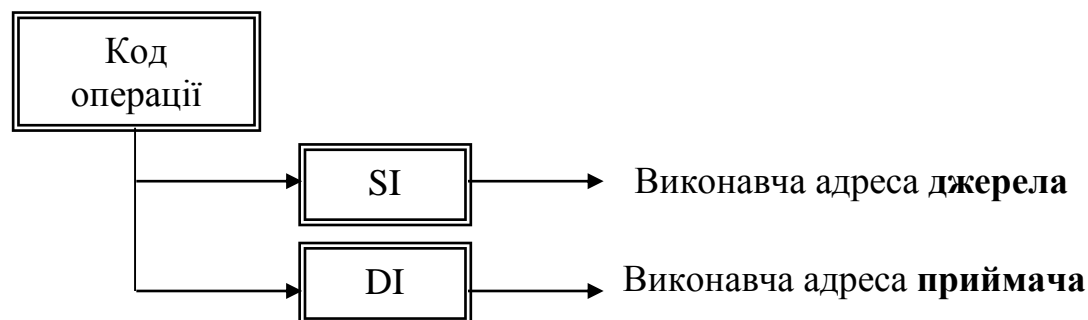 Код
операції
SI
Виконавча адреса джерела
DI
Виконавча адреса приймача